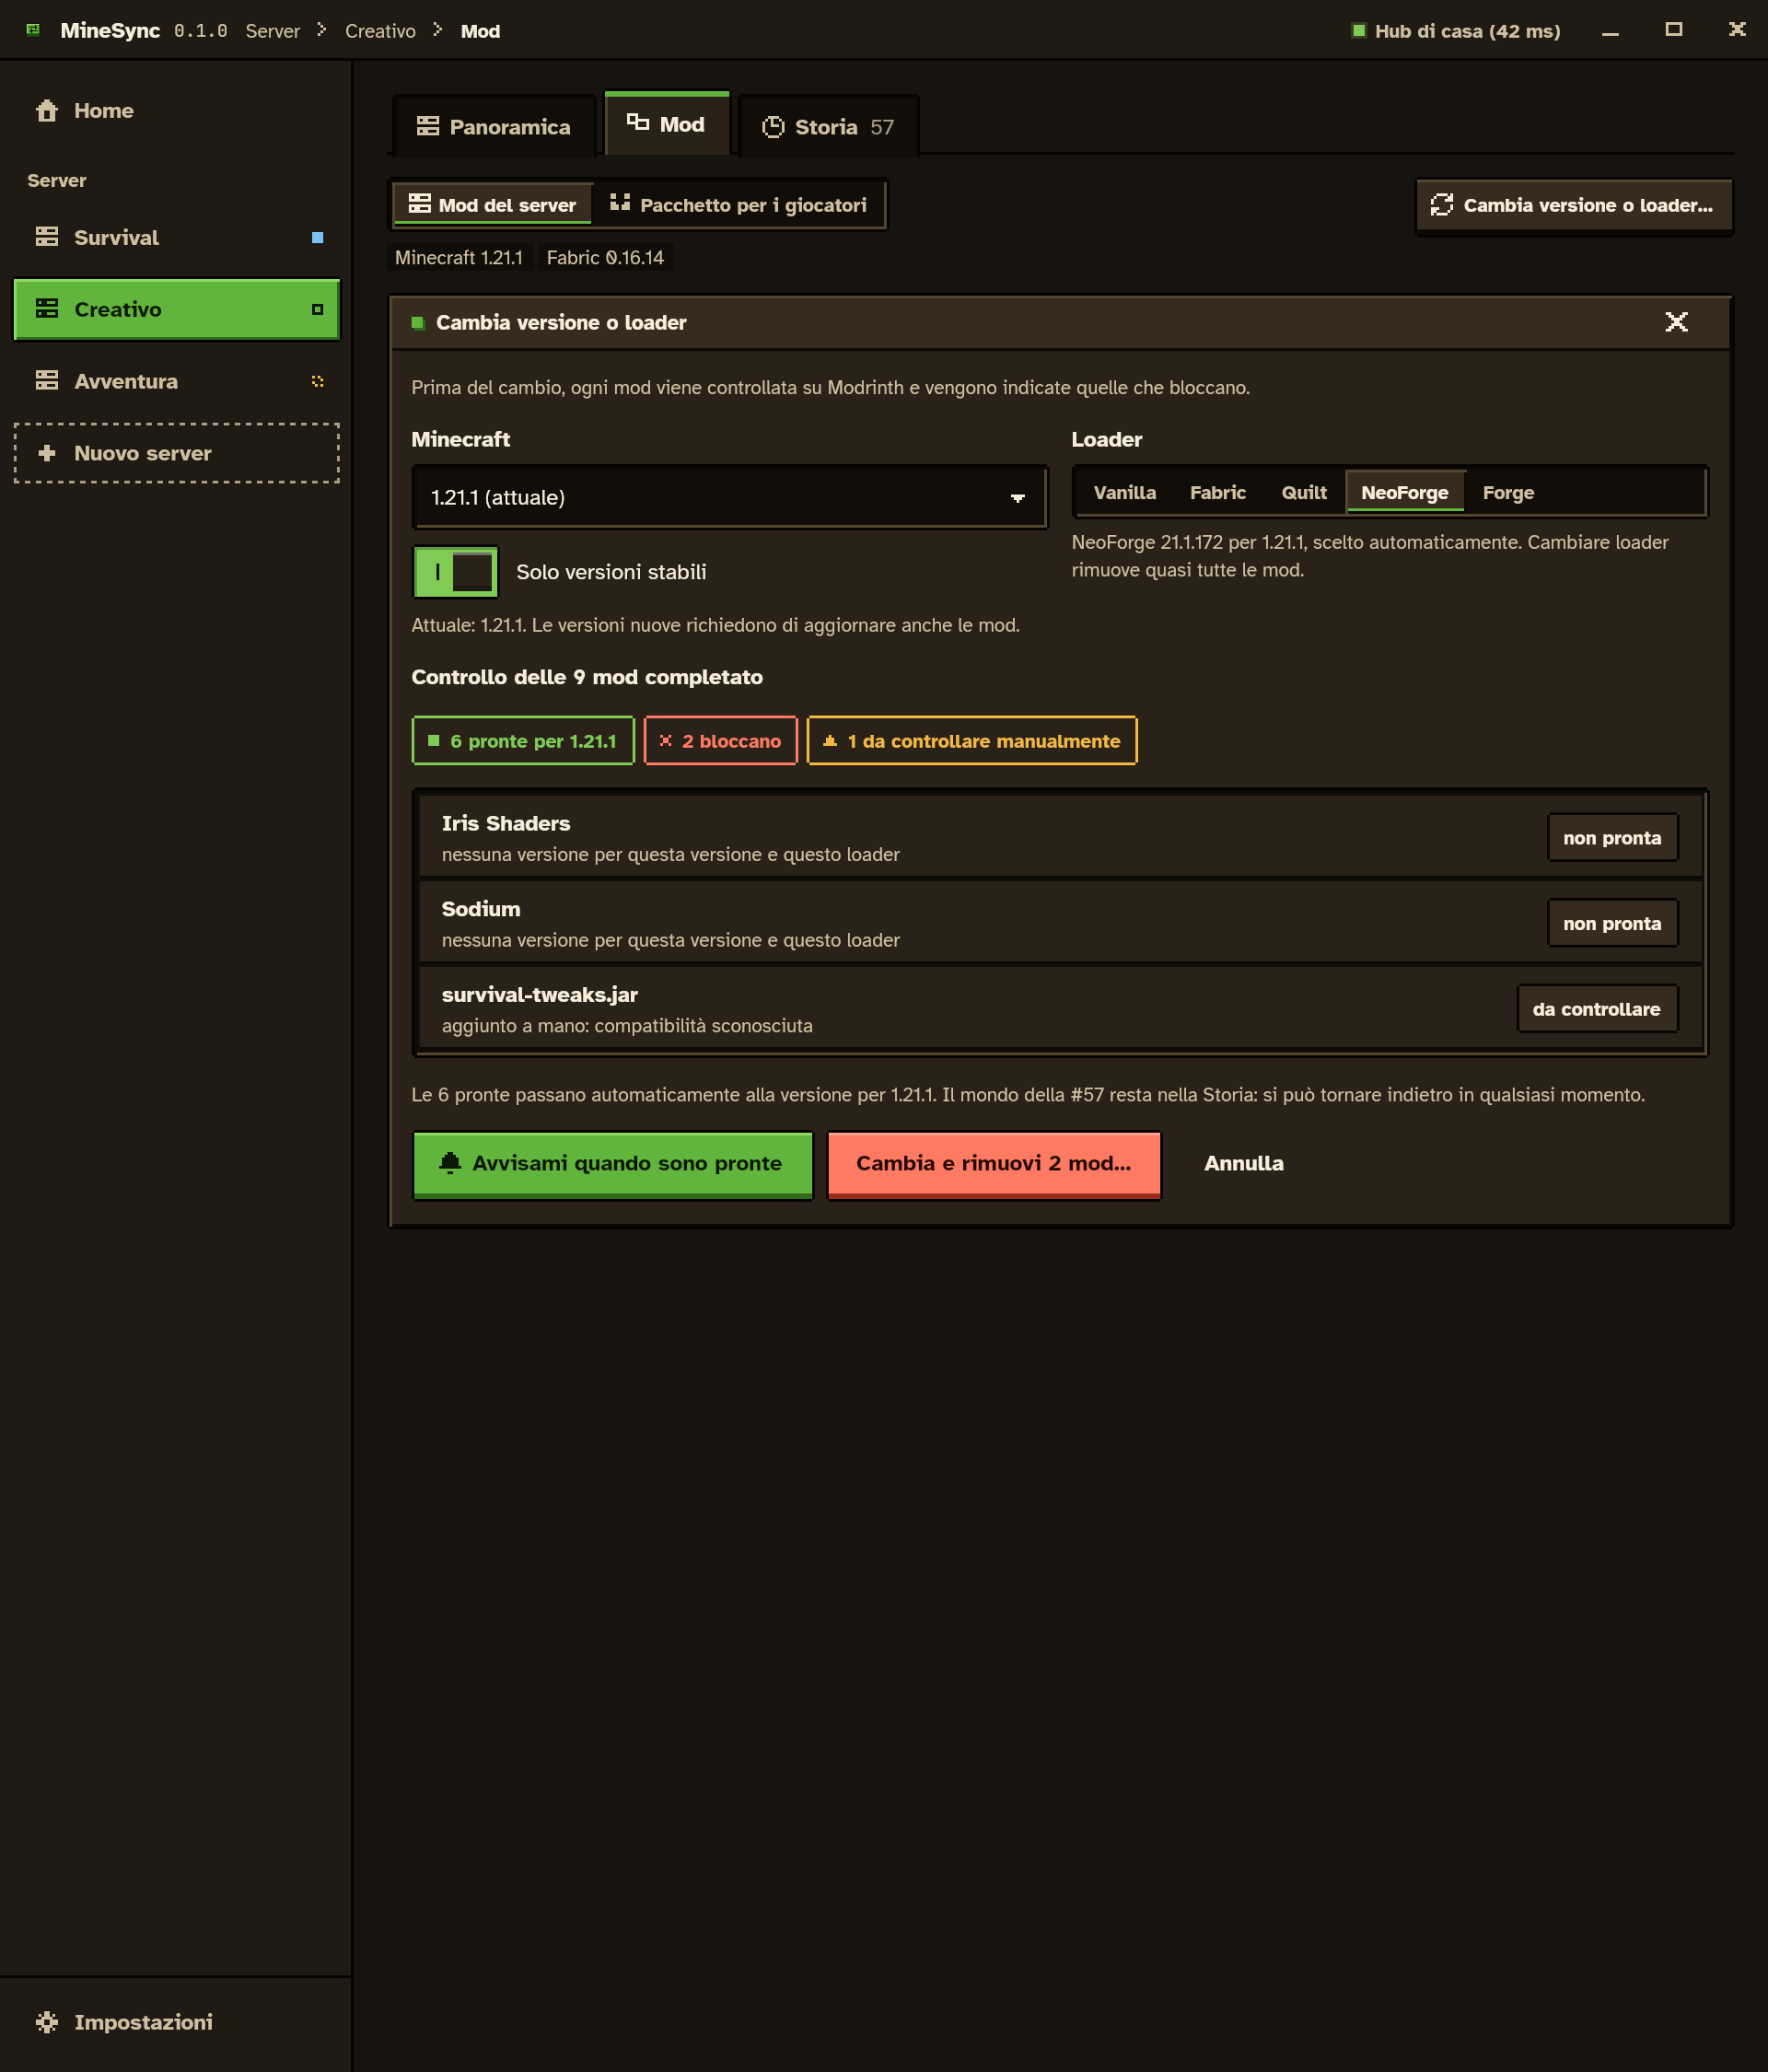 MineSync 0.1.0 Server Creativo Mod
Hub di casa (42 ms)
Home
Server
Survival
Creativo
Avventura
Nuovo server
Impostazioni
Panoramica
Mod
Storia 57
Mod del server
Pacchetto per i giocatori
Cambia versione o loader...
Minecraft 1.21.1
Fabric 0.16.14
Cambia versione o loader
Prima del cambio, ogni mod viene controllata su Modrinth e vengono indicate quelle che bloccano.
Minecraft
1.21.1 (attuale)
Solo versioni stabili
Attuale: 1.21.1. Le versioni nuove richiedono di aggiornare anche le mod.
Loader
Vanilla Fabric Quilt NeoForge Forge
NeoForge 21.1.172 per 1.21.1, scelto automaticamente. Cambiare loader
rimuove quasi tutte le mod.
Controllo delle 9 mod completato
6 pronte per 1.21.1
2 bloccano
1 da controllare manualmente
Iris Shaders
nessuna versione per questa versione e questo loader
non pronta
Sodium
nessuna versione per questa versione e questo loader
non pronta
survival-tweaks.jar
aggiunto a mano: compatibilità sconosciuta
da controllare
Le 6 pronte passano automaticamente alla versione per 1.21.1. Il mondo della #57 resta nella Storia: si può tornare indietro in qualsiasi momento.
Avvisami quando sono pronte
Cambia e rimuovi 2 mod...
Annulla